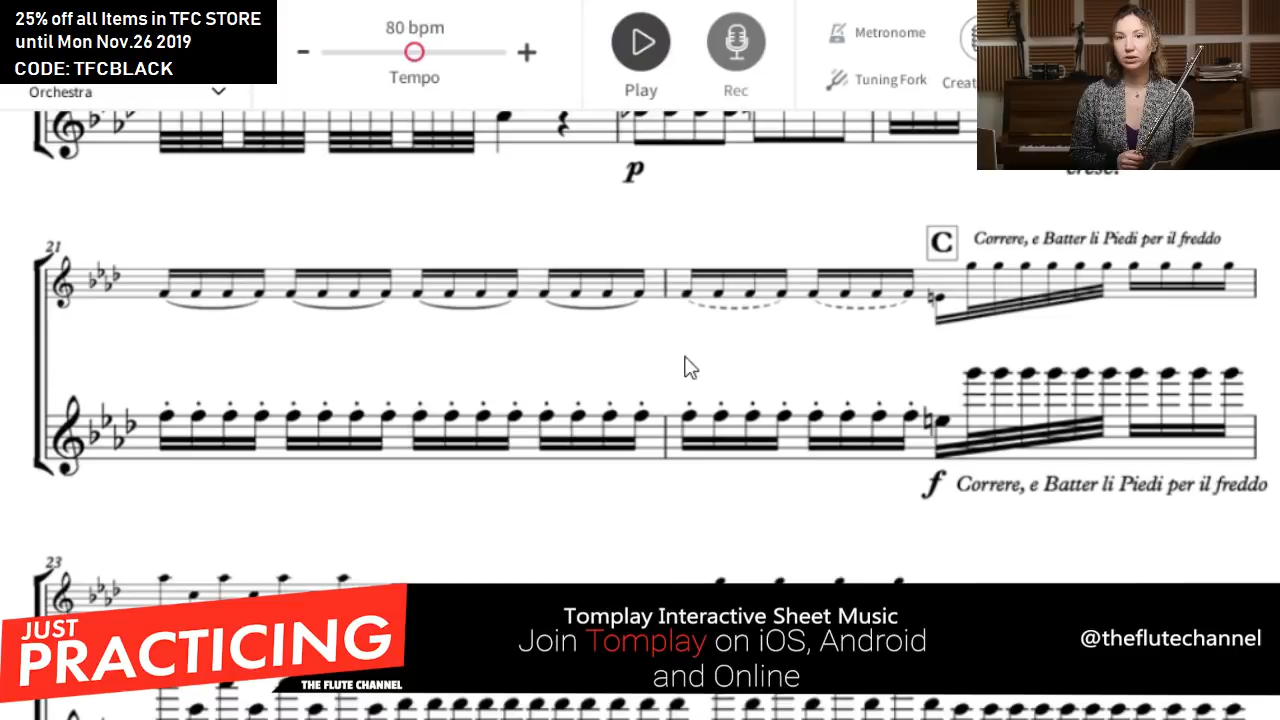 25% off all Items in TFC STORE
until Mon Nov.26 2019
CODE: TFCBLACK
Orchestra
80 bpm
Tempo
Play
Rec
Metronome
Tuning Fork
Creat
p
cresc.
21
C
Correre, e Batter li Piedi per il freddo
f
Correre, e Batter li Piedi per il freddo
23
JUST
PRACTICING
THE FLUTE CHANNEL
Tomplay Interactive Sheet Music
Join Tomplay on iOS, Android
and Online
@theflutechannel